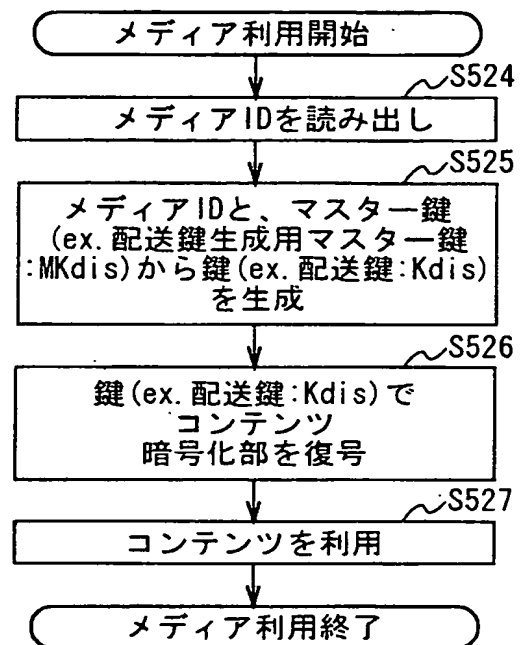 メディア利用開始
S524
メディアIDを読み出し
S525
メディアIDと、マスター鍵
(ex.配送鍵生成用マスター鍵
:MKdis)から鍵(ex.配送鍵:Kdis)
を生成
S526
鍵(ex.配送鍵:Kdis)で
コンテンツ
暗号化部を復号
S527
コンテンツを利用
メディア利用終了